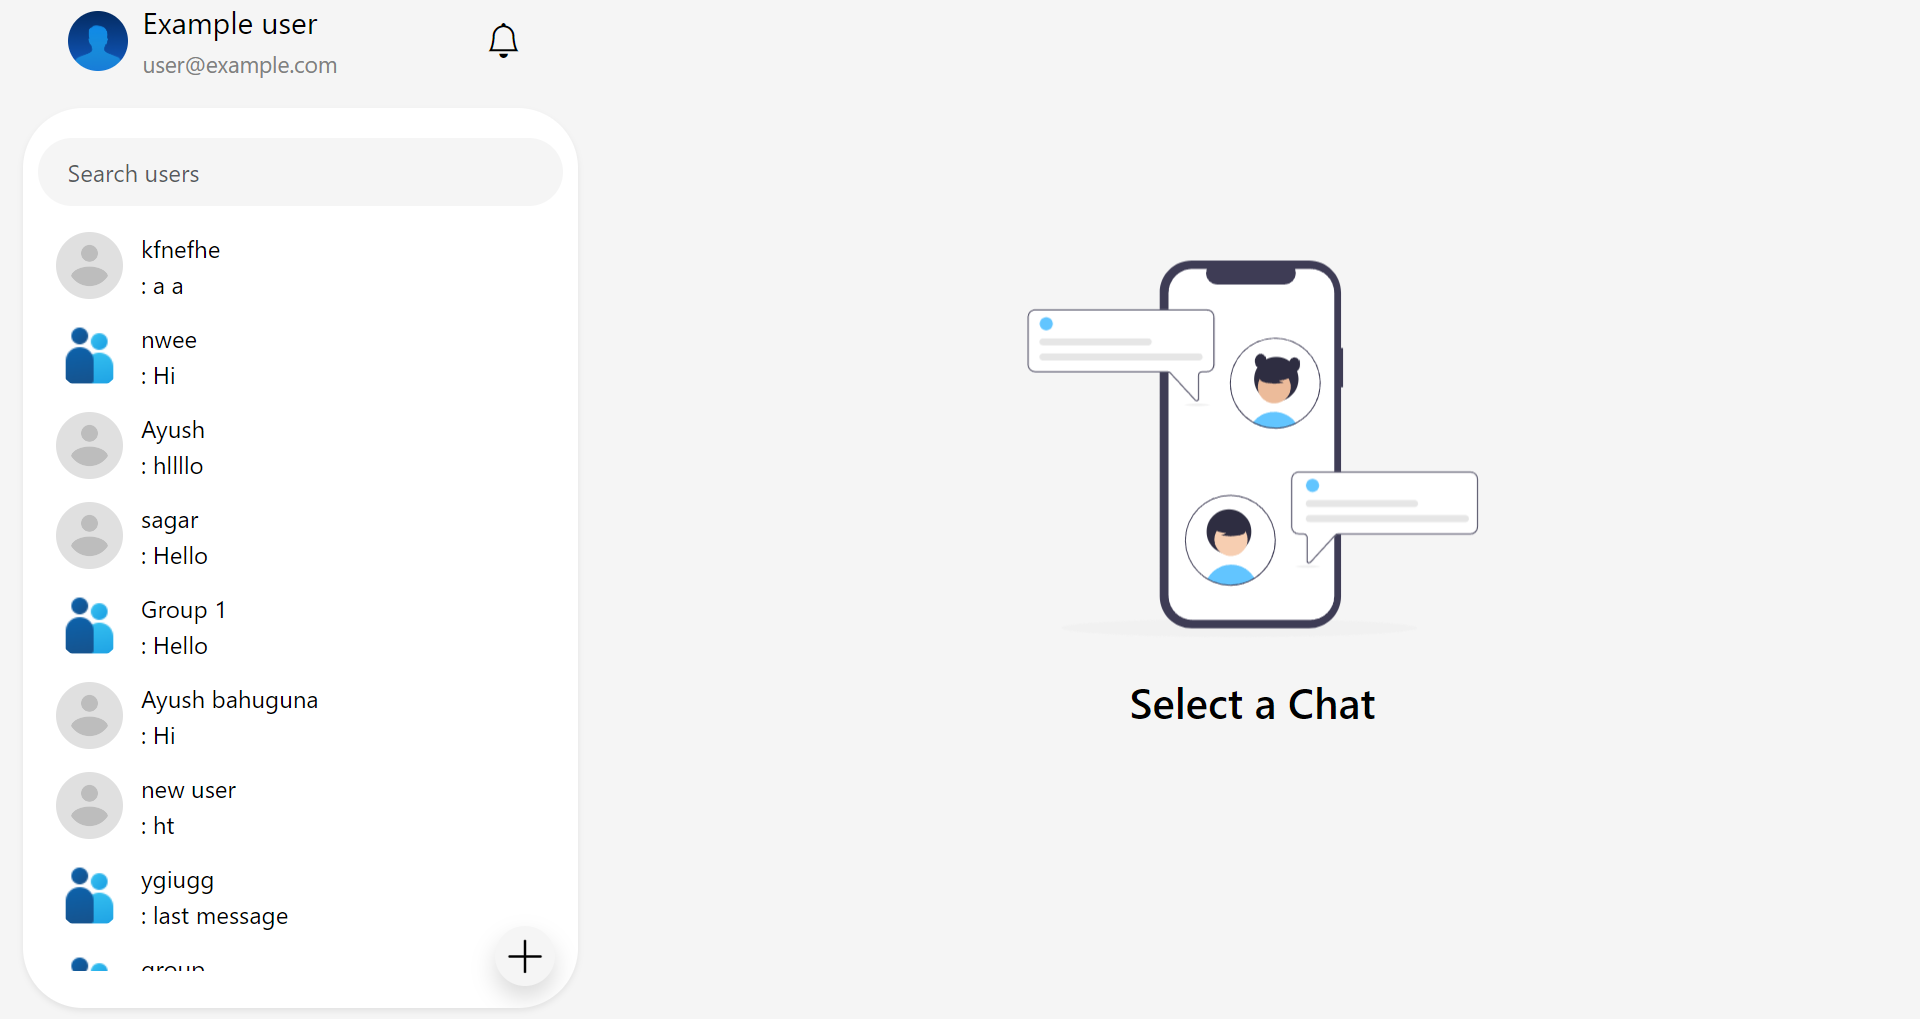 Example user
user@example.com
Search users
kfnefhe
: a a
nwee
: Hi
Ayush
: hllllo
sagar
: Hello
Group 1
: Hello
Ayush bahuguna
: Hi
new user
: ht
ygiugg
: last message
group
Select a Chat